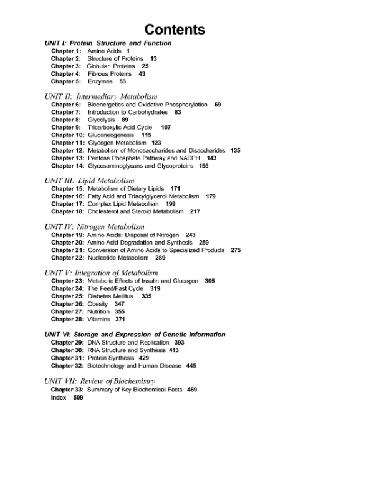 Contents
UNIT I: Protein Structure and Function
Chapter 1: Amino Acids 1
Chapter 2: Structure of Proteins 13
Chapter 3: Globular Proteins 25
Chapter 4: Fibrous Proteins 43
Chapter 5: Enzymes 53
UNIT II: Intermediary Metabolism
Chapter 6: Bioenergetics and Oxidative Phosphorylation 69
Chapter 7: Introduction to Carbohydrates 83
Chapter 8: Glycolysis 89
Chapter 9: Tricarboxylic Acid Cycle 107
Chapter 10: Gluconeogenesis 115
Chapter 11: Glycogen Metabolism 123
Chapter 12: Metabolism of Monosaccharides and Disaccharides 135
Chapter 13: Pentose Phosphate Pathway and NADPH 143
Chapter 14: Glycosaminoglycans and Glycoproteins 155
UNIT III: Lipid Metabolism
Chapter 15: Metabolism of Dietary Lipids 171
Chapter 16: Fatty Acid and Triacylglycerol Metabolism 179
Chapter 17: Complex Lipid Metabolism 199
Chapter 18: Cholesterol and Steroid Metabolism 217
UNIT IV: Nitrogen Metabolism
Chapter 19: Amino Acids: Disposal of Nitrogen 243
Chapter 20: Amino Acid Degradation and Synthesis 259
Chapter 21: Conversion of Amino Acids to Specialized Products 275
Chapter 22: Nucleotide Metabolism 289
UNIT V: Integration of Metabolism
Chapter 23: Metabolic Effects of Insulin and Glucagon 305
Chapter 24: The Feed/Fast Cycle 319
Chapter 25: Diabetes Mellitus 335
Chapter 26: Obesity 347
Chapter 27: Nutrition 355
Chapter 28: Vitamins 371
UNIT VI: Storage and Expression of Genetic Information
Chapter 29: DNA Structure and Replication 393
Chapter 30: RNA Structure and Synthesis 413
Chapter 31: Protein Synthesis 429
Chapter 32: Biotechnology and Human Disease 445
UNIT VII: Review of Biochemistry
Chapter 33: Summary of Key Biochemical Facts 469
Index 509